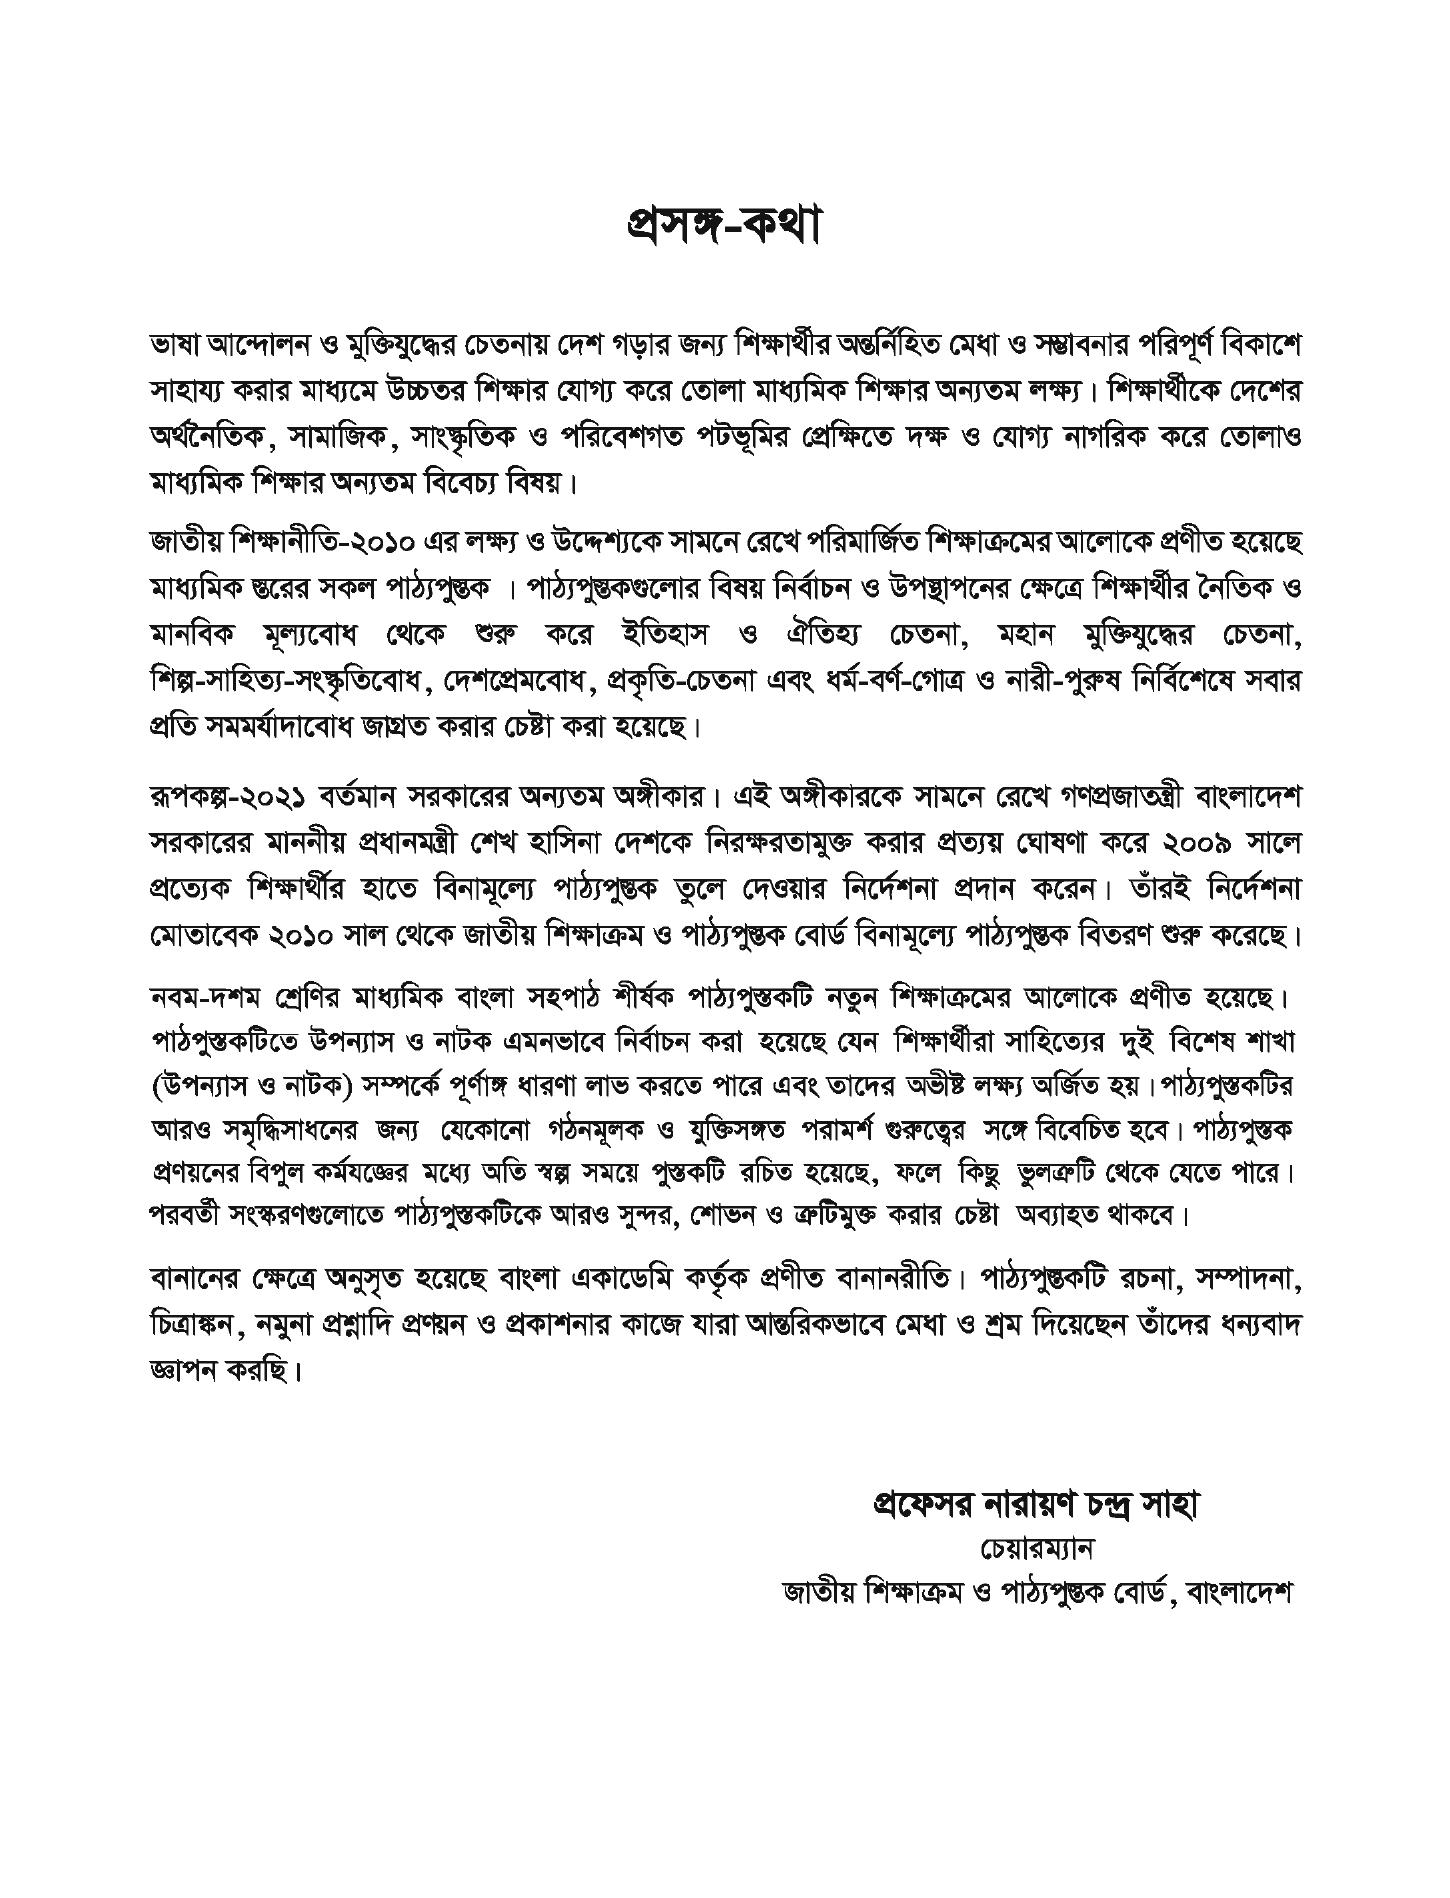 প্রসঙ্গ-কথা
ভাষা আন্দোলন ও মুক্তিযুদ্ধের চেতনায় দেশ গড়ার জন্য শিক্ষার্থীর অন্তর্নিহিত মেধা ও সম্ভাবনার পরিপূর্ণ বিকাশে
সাহায্য করার মাধ্যমে উচ্চতর শিক্ষার যোগ্য করে তোলা মাধ্যমিক শিক্ষার অন্যতম লক্ষ্য। শিক্ষার্থীকে দেশের
অর্থনৈতিক, সামাজিক, সাংস্কৃতিক ও পরিবেশগত পটভূমির প্রেক্ষিতে দক্ষ ও যোগ্য নাগরিক করে তোলাও
মাধ্যমিক শিক্ষার অন্যতম বিবেচ্য বিষয়।
জাতীয় শিক্ষানীতি-২০১০ এর লক্ষ্য ও উদ্দেশ্যকে সামনে রেখে পরিমার্জিত শিক্ষাক্রমের আলোকে প্রণীত হয়েছে
মাধ্যমিক স্তরের সকল পাঠ্যপুস্তক । পাঠ্যপুস্তকগুলোর বিষয় নির্বাচন ও উপস্থাপনের ক্ষেত্রে শিক্ষার্থীর নৈতিক ও
মানবিক মূল্যবোধ থেকে শুরু করে ইতিহাস ও ঐতিহ্য চেতনা, মহান মুক্তিযুদ্ধের চেতনা,
শিল্প-সাহিত্য-সংস্কৃতিবোধ, দেশপ্রেমবোধ, প্রকৃতি-চেতনা এবং ধর্ম-বর্ণ-গোত্র ও নারী-পুরুষ নির্বিশেষে সবার
প্রতি সমমর্যাদাবোধ জাগ্রত করার চেষ্টা করা হয়েছে।
রূপকল্প-২০২১ বর্তমান সরকারের অন্যতম অঙ্গীকার। এই অঙ্গীকারকে সামনে রেখে গণপ্রজাতন্ত্রী বাংলাদেশ
সরকারের মাননীয় প্রধানমন্ত্রী শেখ হাসিনা দেশকে নিরক্ষরতামুক্ত করার প্রত্যয় ঘোষণা করে ২০০৯ সালে
প্রত্যেক শিক্ষার্থীর হাতে বিনামূল্যে পাঠ্যপুস্তক তুলে দেওয়ার নির্দেশনা প্রদান করেন। তাঁরই নির্দেশনা
মোতাবেক ২০১০ সাল থেকে জাতীয় শিক্ষাক্রম ও পাঠ্যপুস্তক বোর্ড বিনামূল্যে পাঠ্যপুস্তক বিতরণ শুরু করেছে।
নবম-দশম শ্রেণির মাধ্যমিক বাংলা সহপাঠ শীর্ষক পাঠ্যপুস্তকটি নতুন শিক্ষাক্রমের আলোকে প্রণীত হয়েছে।
পাঠপুস্তকটিতে উপন্যাস ও নাটক এমনভাবে নির্বাচন করা হয়েছে যেন শিক্ষার্থীরা সাহিত্যের দুই বিশেষ শাখা
(উপন্যাস ও নাটক) সম্পর্কে পূর্ণাঙ্গ ধারণা লাভ করতে পারে এবং তাদের অভীষ্ট লক্ষ্য অর্জিত হয়।পাঠ্যপুস্তকটির
আরও সমৃদ্ধিসাধনের জন্য যেকোনো গঠনমূলক ও যুক্তিসঙ্গত পরামর্শ গুরুত্বের সঙ্গে বিবেচিত হবে। পাঠ্যপুস্তক
প্রণয়নের বিপুল কর্মযজ্ঞের মধ্যে অতি স্বল্প সময়ে পুস্তকটি রচিত হয়েছে, ফলে কিছু ভুলত্রুটি থেকে যেতে পারে।
পরবর্তী সংস্করণগুলোতে পাঠ্যপুস্তকটিকে আরও সুন্দর, শোভন ও ত্রুটিমুক্ত করার চেষ্টা অব্যাহত থাকবে।
বানানের ক্ষেত্রে অনুসৃত হয়েছে বাংলা একাডেমি কর্তৃক প্রণীত বানানরীতি। পাঠ্যপুস্তকটি রচনা, সম্পাদনা,
চিত্রাঙ্কন, নমুনা প্রশ্নাদি প্রণয়ন ও প্রকাশনার কাজে যারা আন্তরিকভাবে মেধা ও শ্রম দিয়েছেন তাঁদের ধন্যবাদ
জ্ঞাপন করছি।
প্রফেসর নারায়ণ চন্দ্র সাহা
চেয়ারম্যান
জাতীয় শিক্ষাক্রম ও পাঠ্যপুস্তক বোর্ড, বাংলাদেশ